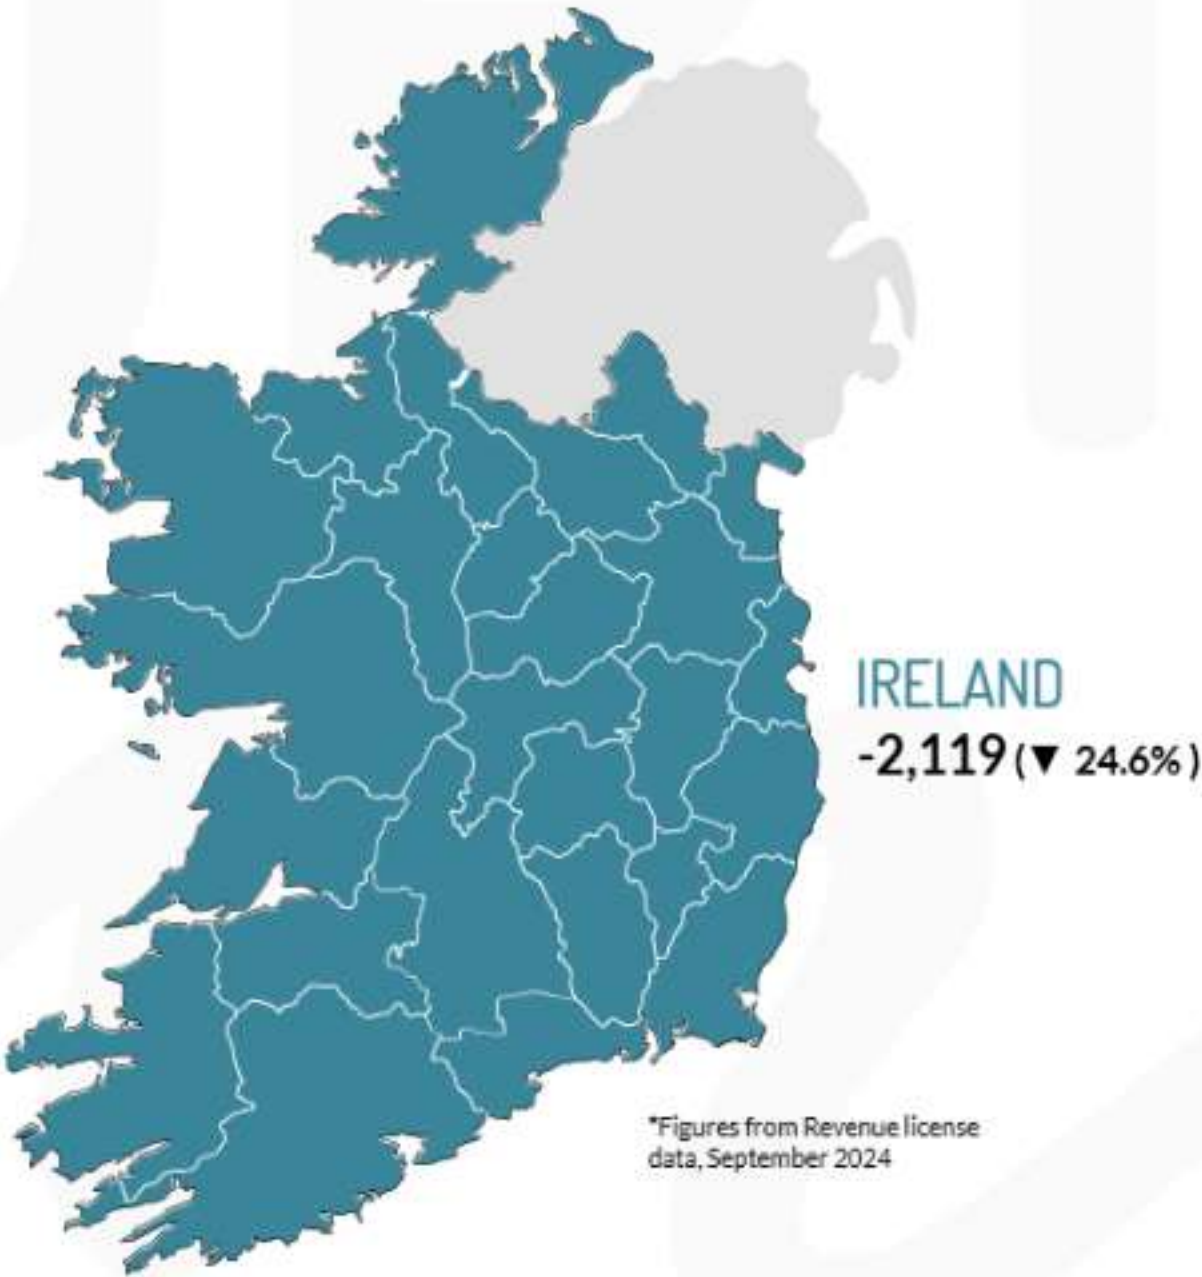 IRELAND
-2,119 (▼ 24.6%)
*Figures from Revenue license
data, September 2024